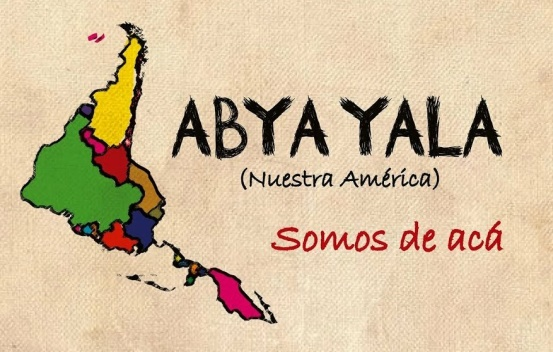 ABYA YALA
(Nuestra América)
Somos de acá